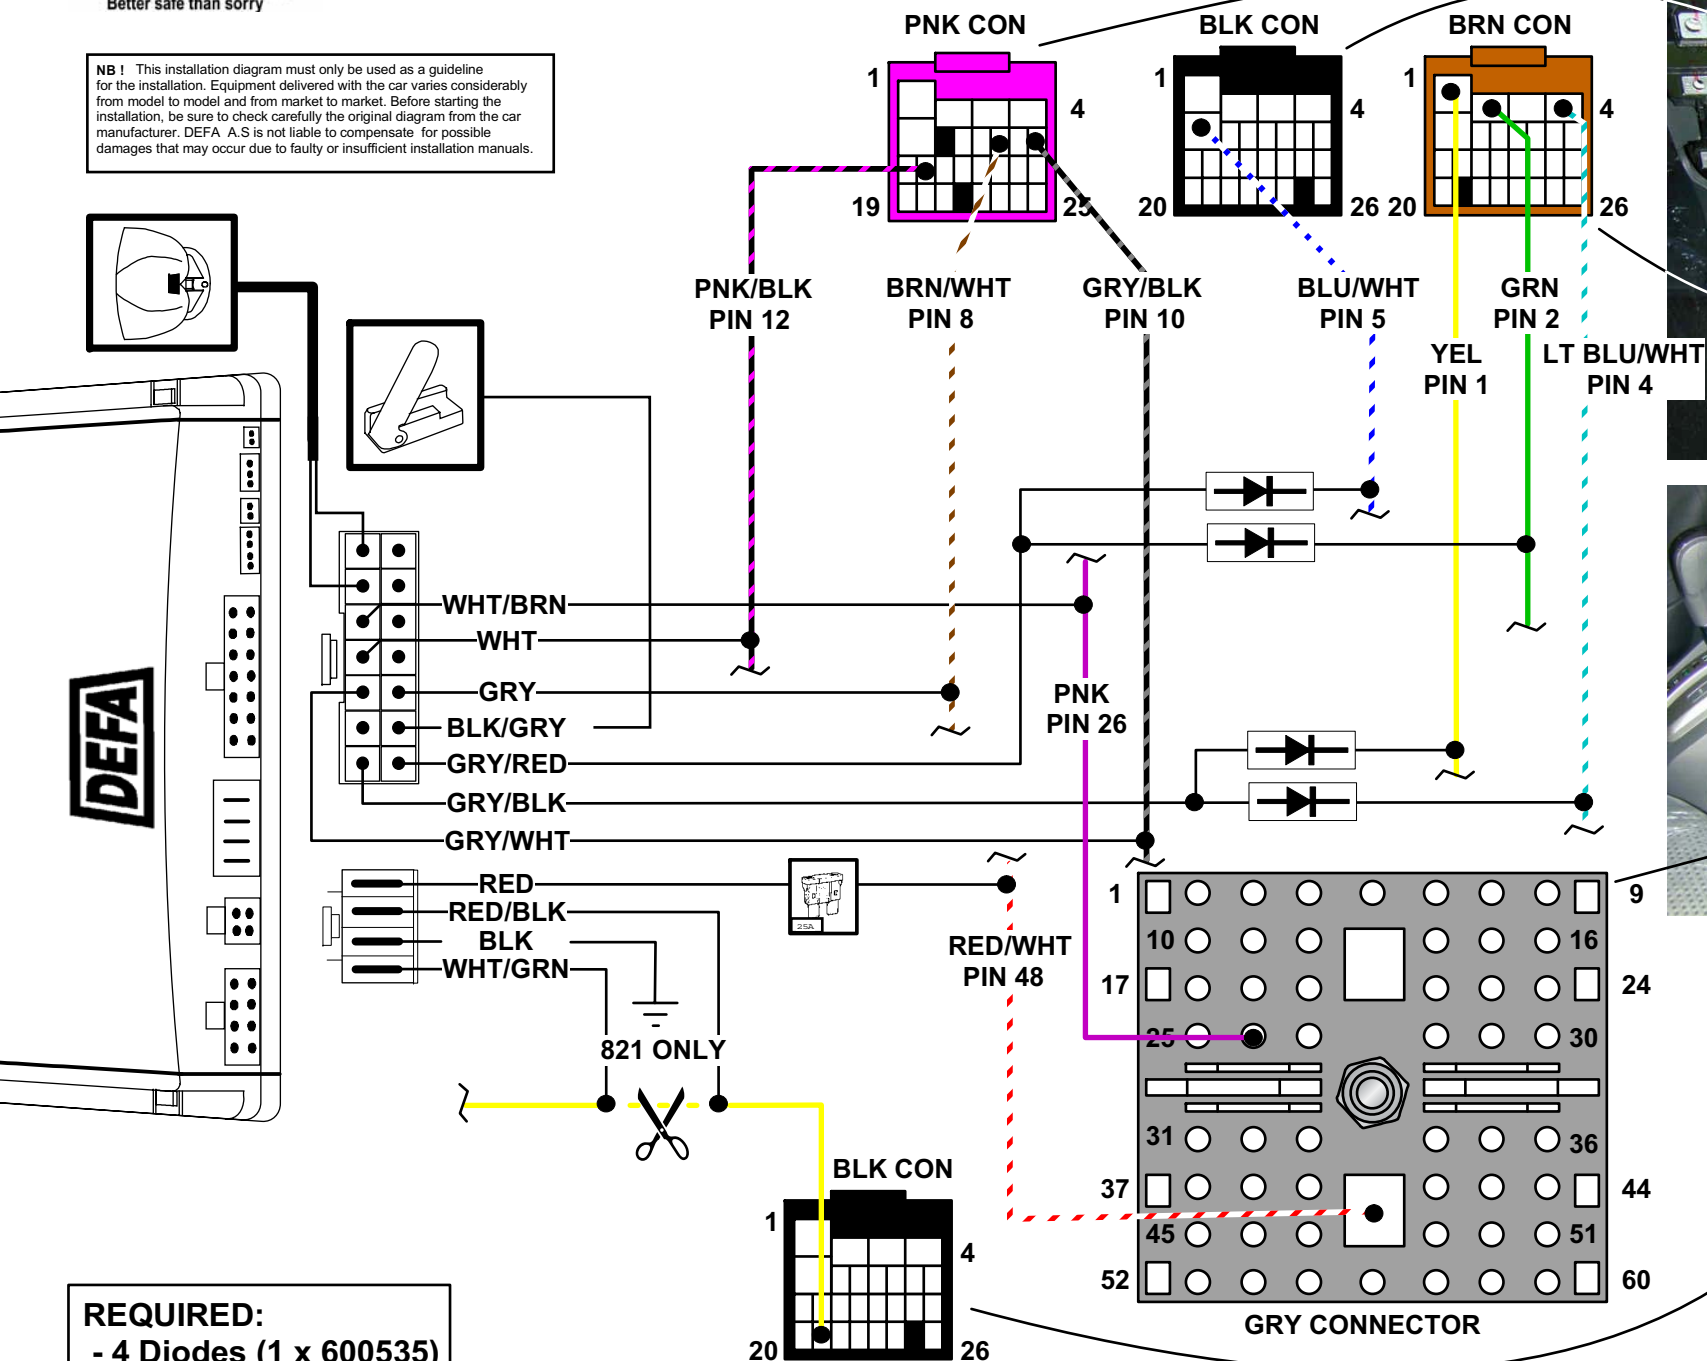 Better safe than sorry
NB ! This installation diagram must only be used as a guideline
for the installation. Equipment delivered with the car varies considerably
from model to model and from market to market. Before starting the
installation, be sure to check carefully the original diagram from the car
manufacturer. DEFA A.S is not liable to compensate for possible
damages that may occur due to faulty or insufficient installation manuals.
PNK CON
1
4
19
25
BLK CON
1
4
20
26
BRN CON
1
4
20
26
PNK/BLK
PIN 12
BRN/WHT
PIN 8
GRY/BLK
PIN 10
BLU/WHT
PIN 5
GRN
PIN 2
YEL
PIN 1
LT BLU/WHT
PIN 4
DEFA
WHT/BRN
WHT
GRY
BLK/GRY
GRY/RED
GRY/BLK
GRY/WHT
PNK
PIN 26
RED
RED/BLK
BLK
WHT/GRN
25A
RED/WHT
PIN 48
821 ONLY
1
9
10
16
17
24
25
30
31
36
37
44
45
51
52
60
GRY CONNECTOR
BLK CON
1
4
20
26
REQUIRED:
- 4 Diodes (1 x 600535)